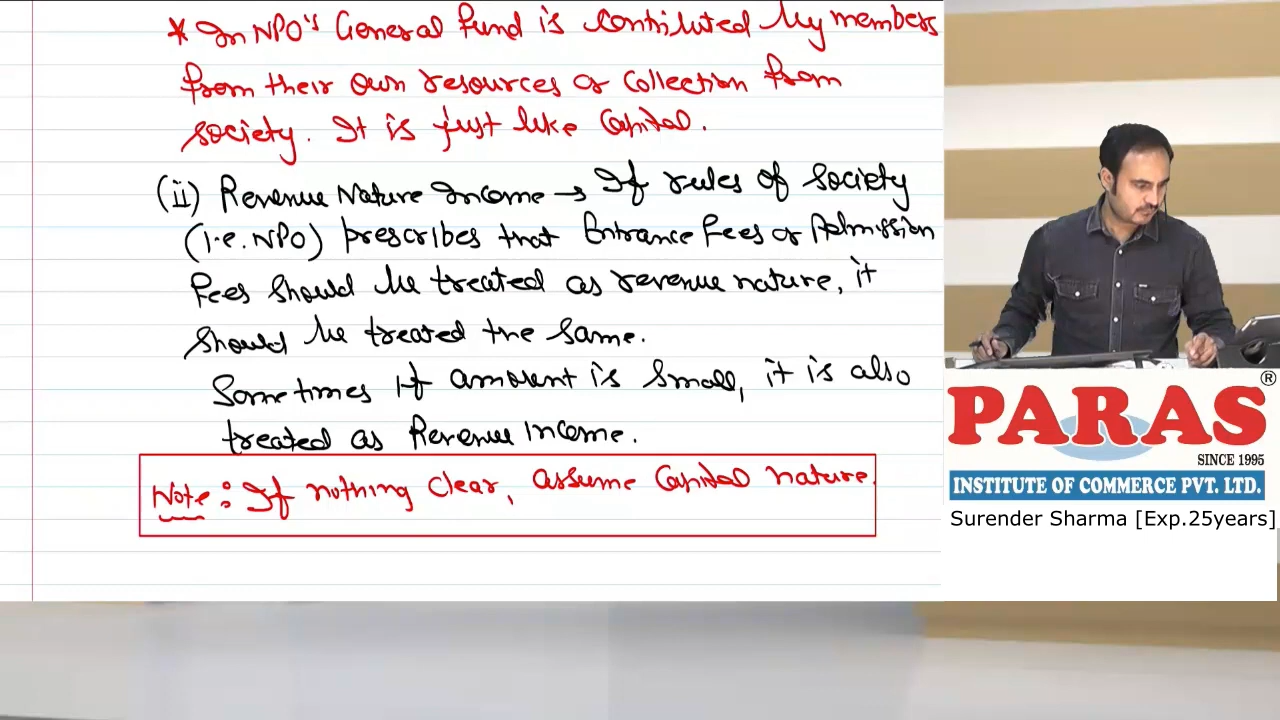 * In NPO's General Fund is contributed by members
from their own resources or collection from
society. It is just like Capital.
(ii) Revenue Nature Income → If rules of society
(i.e. NPO) prescribes that Entrance Fees or Admission
Fees should be treated as revenue nature, it
should be treated the same.
Sometimes if amount is small, it is also
treated as Revenue Income.
Note: If nothing clear, assume Capital nature.
PARAS®
SINCE 1995
INSTITUTE OF COMMERCE PVT. LTD.
Surender Sharma [Exp.25years]